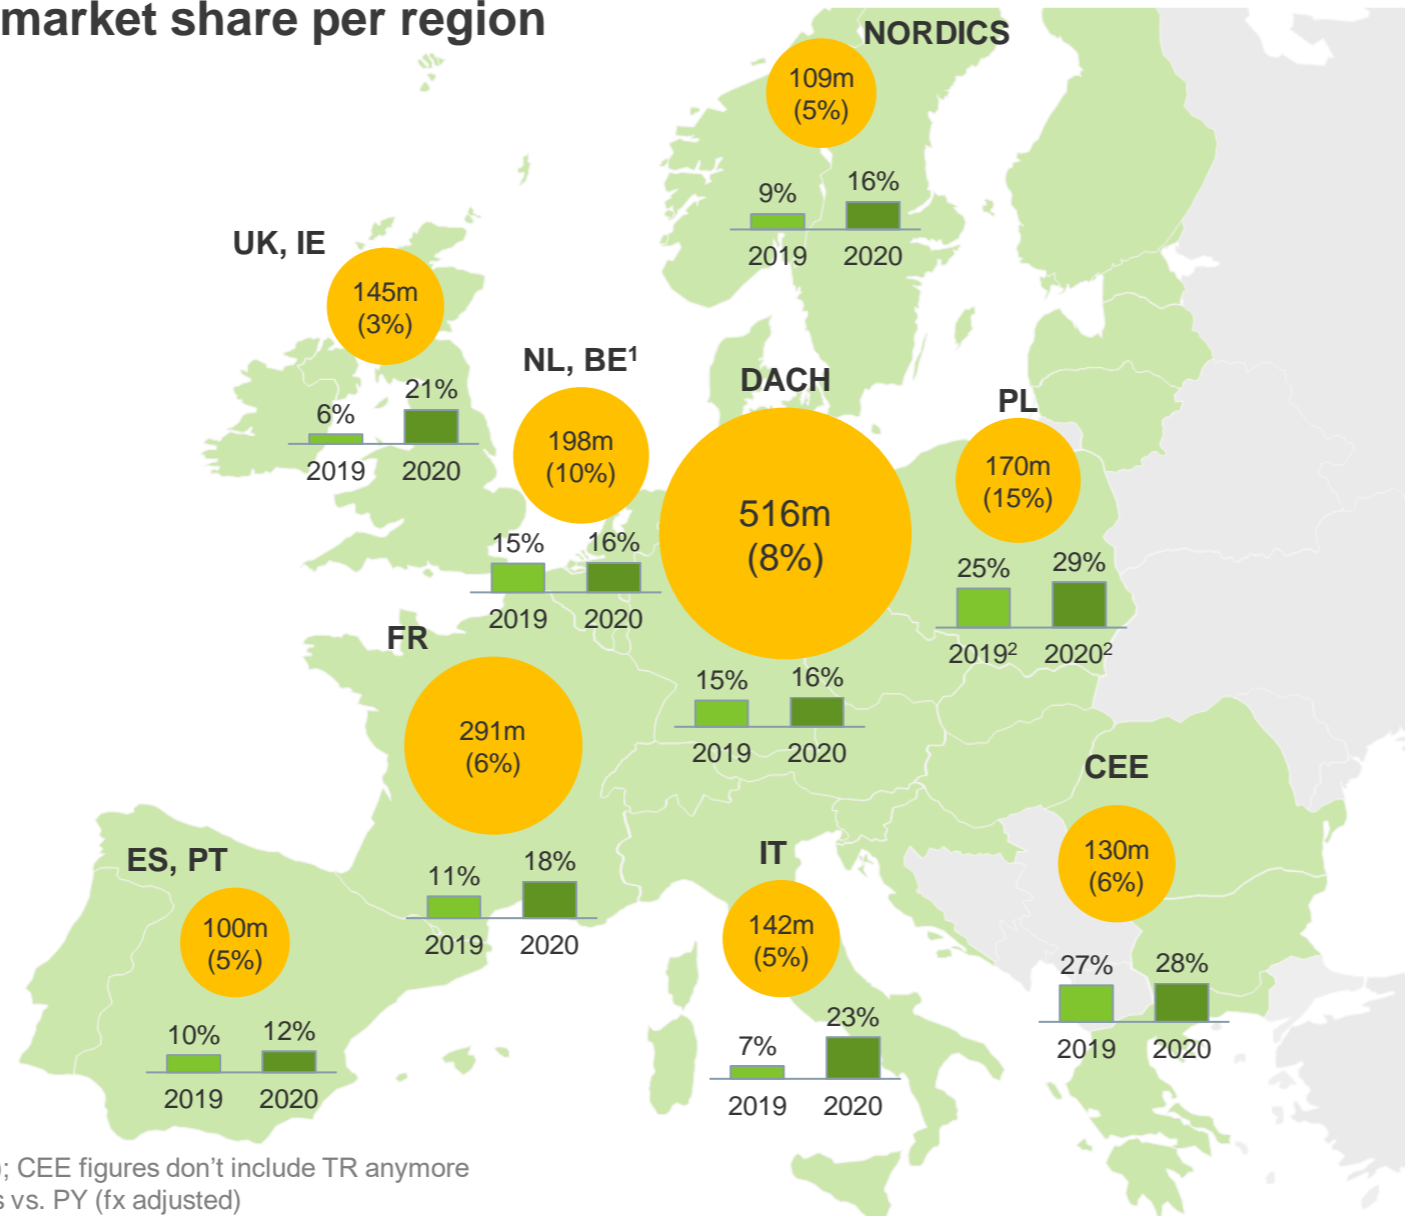 market share per region
NORDICS
109m
(5%)
9%
16%
2019
2020
UK, IE
145m
(3%)
6%
21%
2019
2020
NL, BE¹
198m
(10%)
15%
16%
2019
2020
DACH
516m
(8%)
15%
16%
2019
2020
PL
170m
(15%)
25%
29%
2019²
2020²
FR
291m
(6%)
11%
18%
2019
2020
CEE
130m
(6%)
27%
28%
2019
2020
ES, PT
100m
(5%)
10%
12%
2019
2020
IT
142m
(5%)
7%
23%
2019
2020
; CEE figures don’t include TR anymore
vs. PY (fx adjusted)